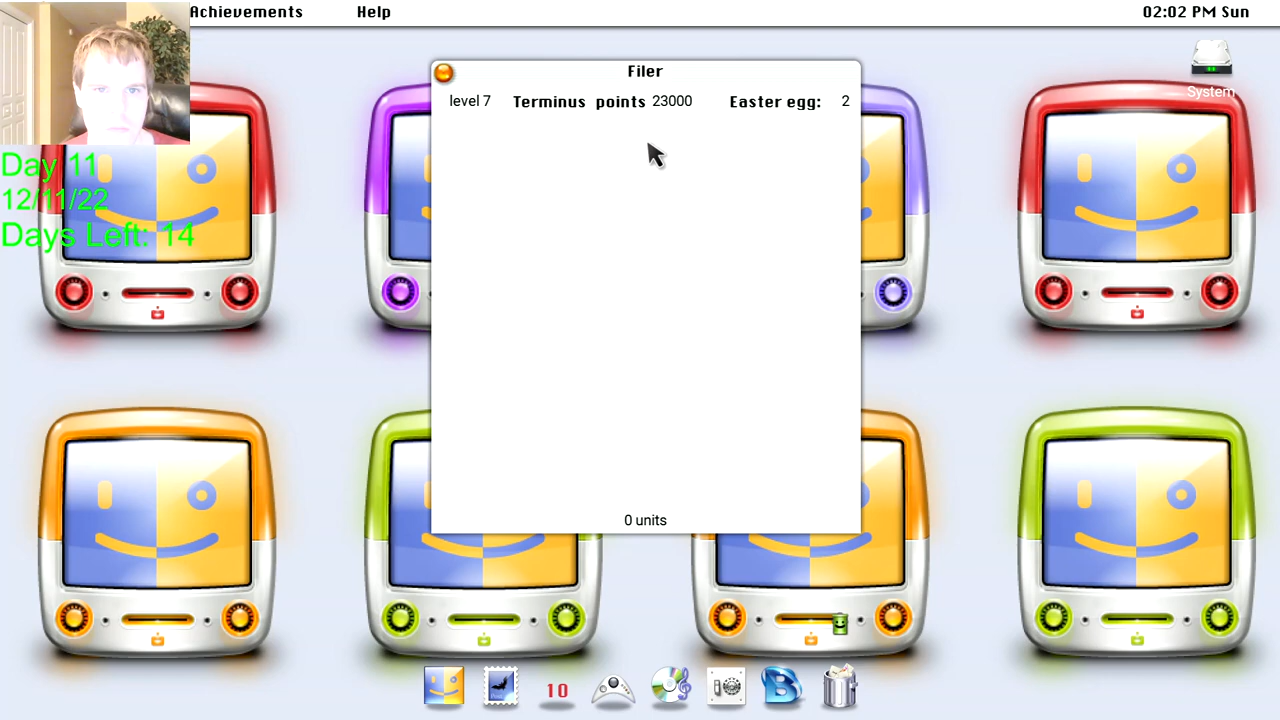 Achievements Help 02:02 PM Sun
Filer
level 7 Terminus points 23000 Easter egg: 2
System
Day 11
12/11/22
Days Left: 14
0 units
10
B